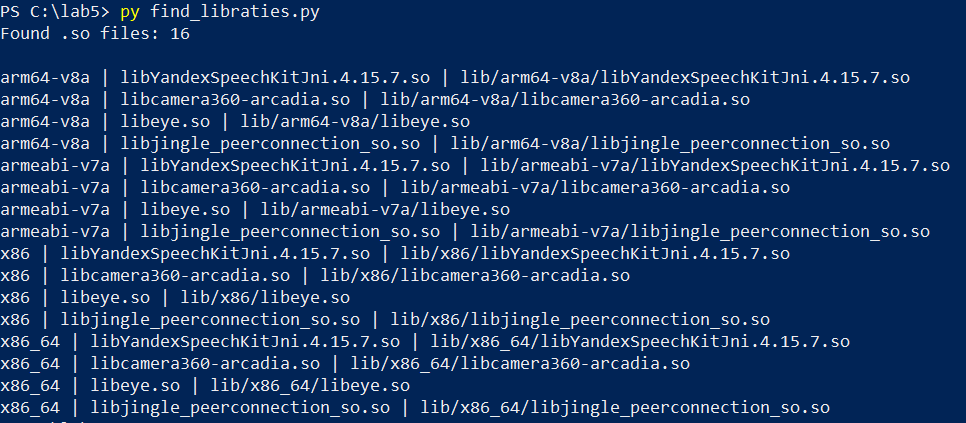 PS C:\lab5> py find_libraties.py
Found .so files: 16
arm64-v8a | libYandexSpeechKitJni.4.15.7.so | lib/arm64-v8a/libYandexSpeechKitJni.4.15.7.so
arm64-v8a | libcamera360-arcadia.so | lib/arm64-v8a/libcamera360-arcadia.so
arm64-v8a | libeye.so | lib/arm64-v8a/libeye.so
arm64-v8a | libjingle_peerconnection_so.so | lib/arm64-v8a/libjingle_peerconnection_so.so
armeabi-v7a | libYandexSpeechKitJni.4.15.7.so | lib/armeabi-v7a/libYandexSpeechKitJni.4.15.7.so
armeabi-v7a | libcamera360-arcadia.so | lib/armeabi-v7a/libcamera360-arcadia.so
armeabi-v7a | libeye.so | lib/armeabi-v7a/libeye.so
armeabi-v7a | libjingle_peerconnection_so.so | lib/armeabi-v7a/libjingle_peerconnection_so.so
x86 | libYandexSpeechKitJni.4.15.7.so | lib/x86/libYandexSpeechKitJni.4.15.7.so
x86 | libcamera360-arcadia.so | lib/x86/libcamera360-arcadia.so
x86 | libeye.so | lib/x86/libeye.so
x86 | libjingle_peerconnection_so.so | lib/x86/libjingle_peerconnection_so.so
x86_64 | libYandexSpeechKitJni.4.15.7.so | lib/x86_64/libYandexSpeechKitJni.4.15.7.so
x86_64 | libcamera360-arcadia.so | lib/x86_64/libcamera360-arcadia.so
x86_64 | libeye.so | lib/x86_64/libeye.so
x86_64 | libjingle_peerconnection_so.so | lib/x86_64/libjingle_peerconnection_so.so